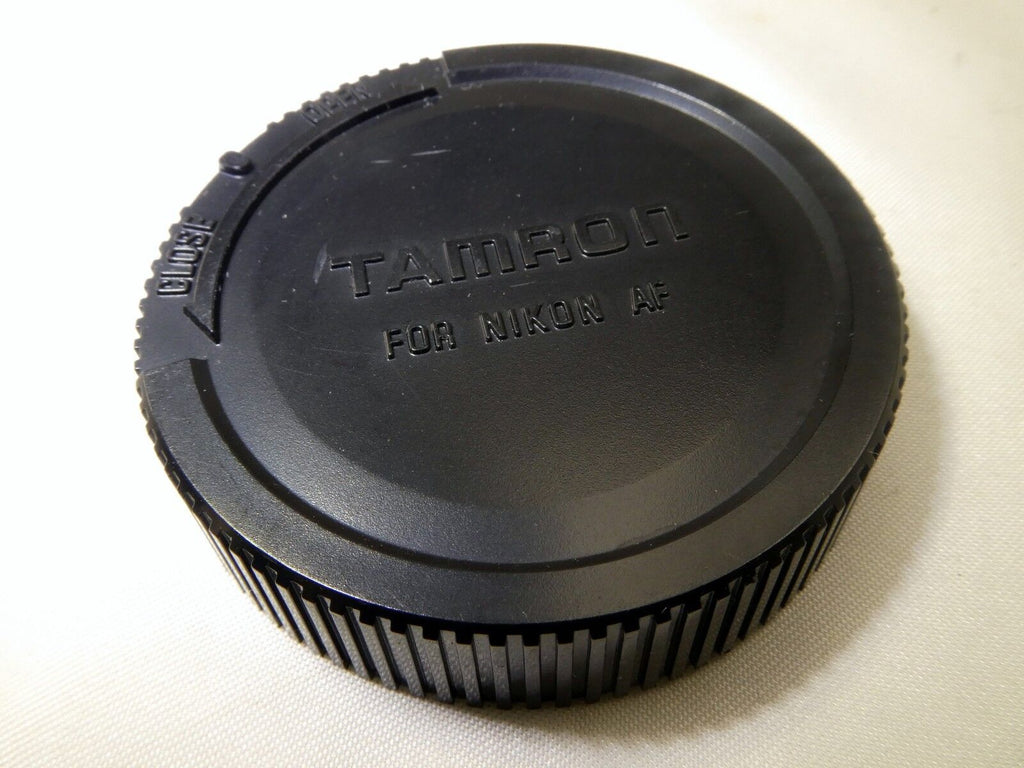 OPEN
CLOSE
TAMRON
FOR NIKON AF